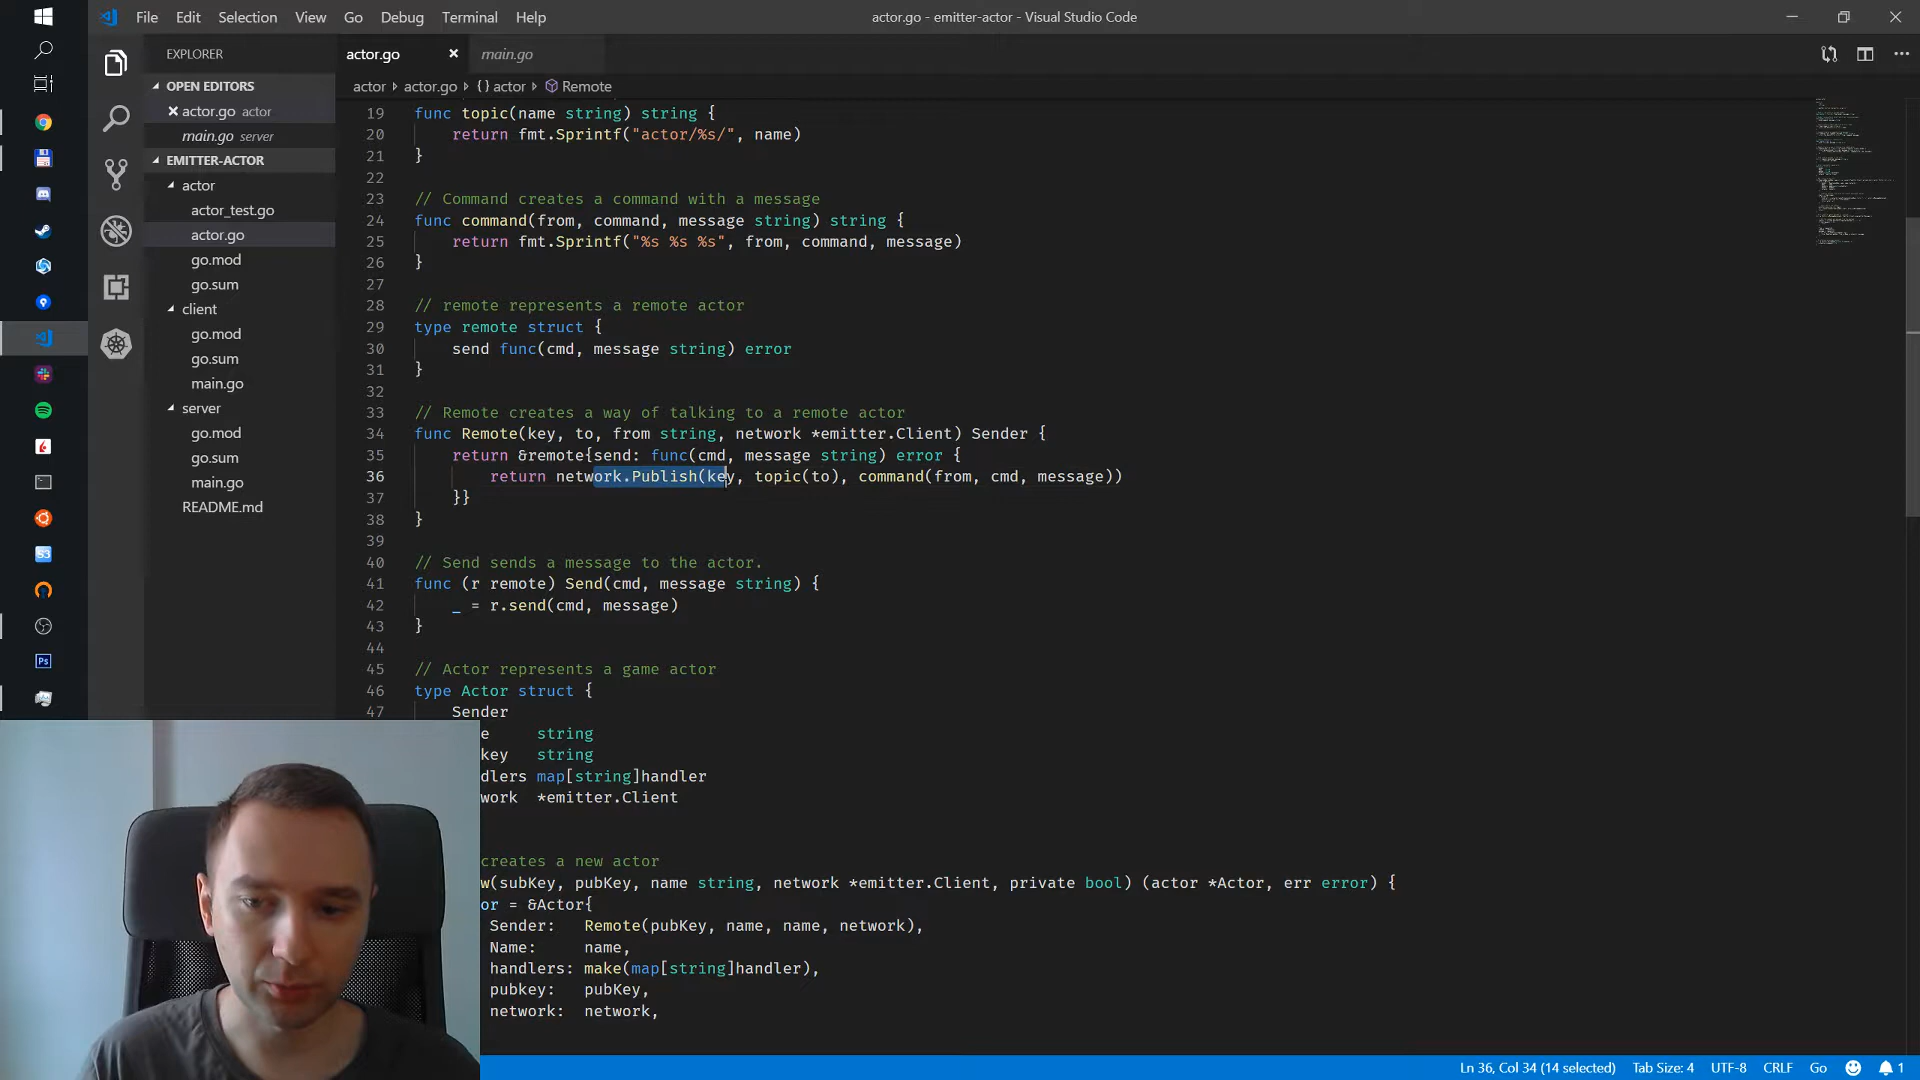 File Edit Selection View Go Debug Terminal Help
actor.go - emitter-actor - Visual Studio Code
EXPLORER
OPEN EDITORS
actor.go actor
main.go server
EMITTER-ACTOR
actor
actor_test.go
actor.go
go.mod
go.sum
client
go.mod
go.sum
main.go
server
go.mod
go.sum
main.go
README.md
actor.go
main.go
actor > actor.go > {} actor > Remote
19 func topic(name string) string {
20 return fmt.Sprintf("actor/%s/", name)
21 }
22
23 // Command creates a command with a message
24 func command(from, command, message string) string {
25 return fmt.Sprintf("%s %s %s", from, command, message)
26 }
27
28 // remote represents a remote actor
29 type remote struct {
30 send func(cmd, message string) error
31 }
32
33 // Remote creates a way of talking to a remote actor
34 func Remote(key, to, from string, network *emitter.Client) Sender {
35 return &remote{send: func(cmd, message string) error {
36 return network.Publish(key, topic(to), command(from, cmd, message))
37 }}
38 }
39
40 // Send sends a message to the actor.
41 func (r remote) Send(cmd, message string) {
42 _ = r.send(cmd, message)
43 }
44
45 // Actor represents a game actor
46 type Actor struct {
47 Sender
e string
key string
dlers map[string]handler
work *emitter.Client
creates a new actor
w(subKey, pubKey, name string, network *emitter.Client, private bool) (actor *Actor, err error) {
or = &Actor{
Sender: Remote(pubKey, name, name, network),
Name: name,
handlers: make(map[string]handler),
pubkey: pubKey,
network: network,
Ln 36, Col 34 (14 selected) Tab Size: 4 UTF-8 CRLF Go 1
S3
Ps